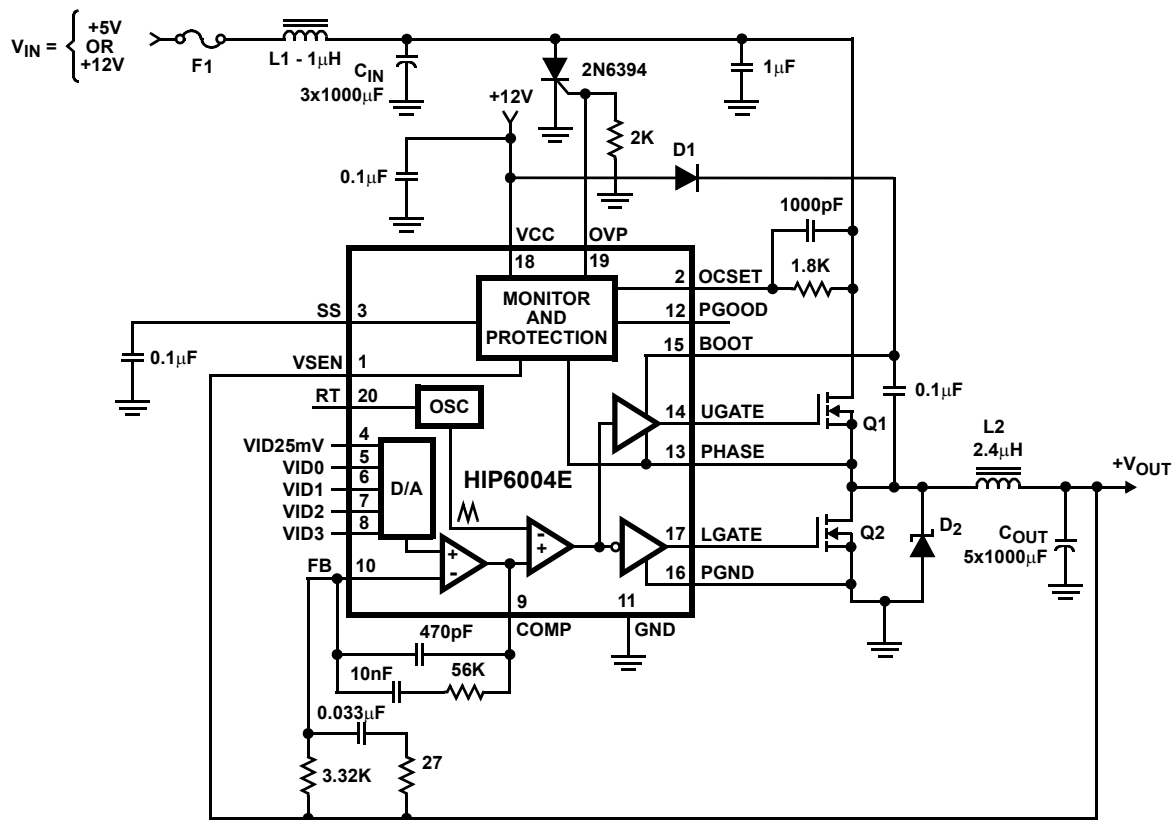 +5V
V_IN = { OR
+12V
F1
L1 - 1μH
C_IN
3x1000μF
2N6394
1μF
+12V
2K
0.1μF
D1
1000pF
VCC
OVP
18
19
2
OCSET
1.8K
MONITOR
AND
PROTECTION
SS
3
12
PGOOD
0.1μF
VSEN
1
15
BOOT
0.1μF
RT
20
OSC
14
UGATE
Q1
VID25mV
4
VID0
5
VID1
6
VID2
7
VID3
8
D/A
13
PHASE
L2
2.4μH
+V_OUT
HIP6004E
-
+
17
LGATE
Q2
D2
C_OUT
5x1000μF
+
-
FB
10
16
PGND
9
11
COMP
GND
470pF
10nF
56K
0.033μF
3.32K
27